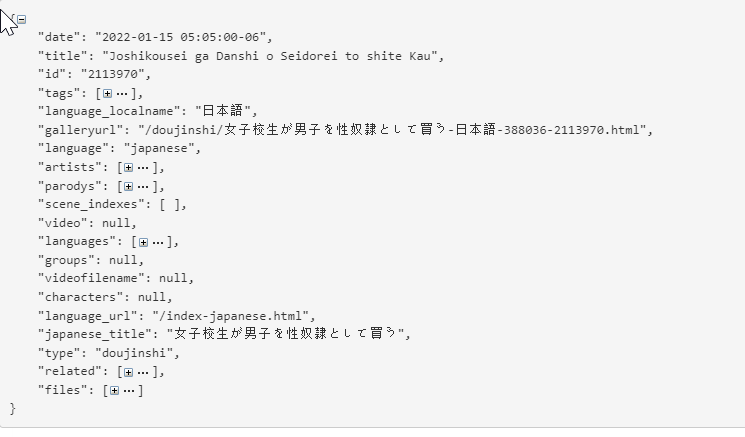 {
"date": "2022-01-15 05:05:00-06",
"title": "Joshikousei ga Danshi o Seidorei to shite Kau",
"id": "2113970",
"tags": [ ... ],
"language_localname": "日本語",
"galleryurl": "/doujinshi/女子校生が男子を性奴隷として買う-日本語-388036-2113970.html",
"language": "japanese",
"artists": [ ... ],
"parodys": [ ... ],
"scene_indexes": [ ],
"video": null,
"languages": [ ... ],
"groups": null,
"videofilename": null,
"characters": null,
"language_url": "/index-japanese.html",
"japanese_title": "女子校生が男子を性奴隷として買う",
"type": "doujinshi",
"related": [ ... ],
"files": [ ... ]
}